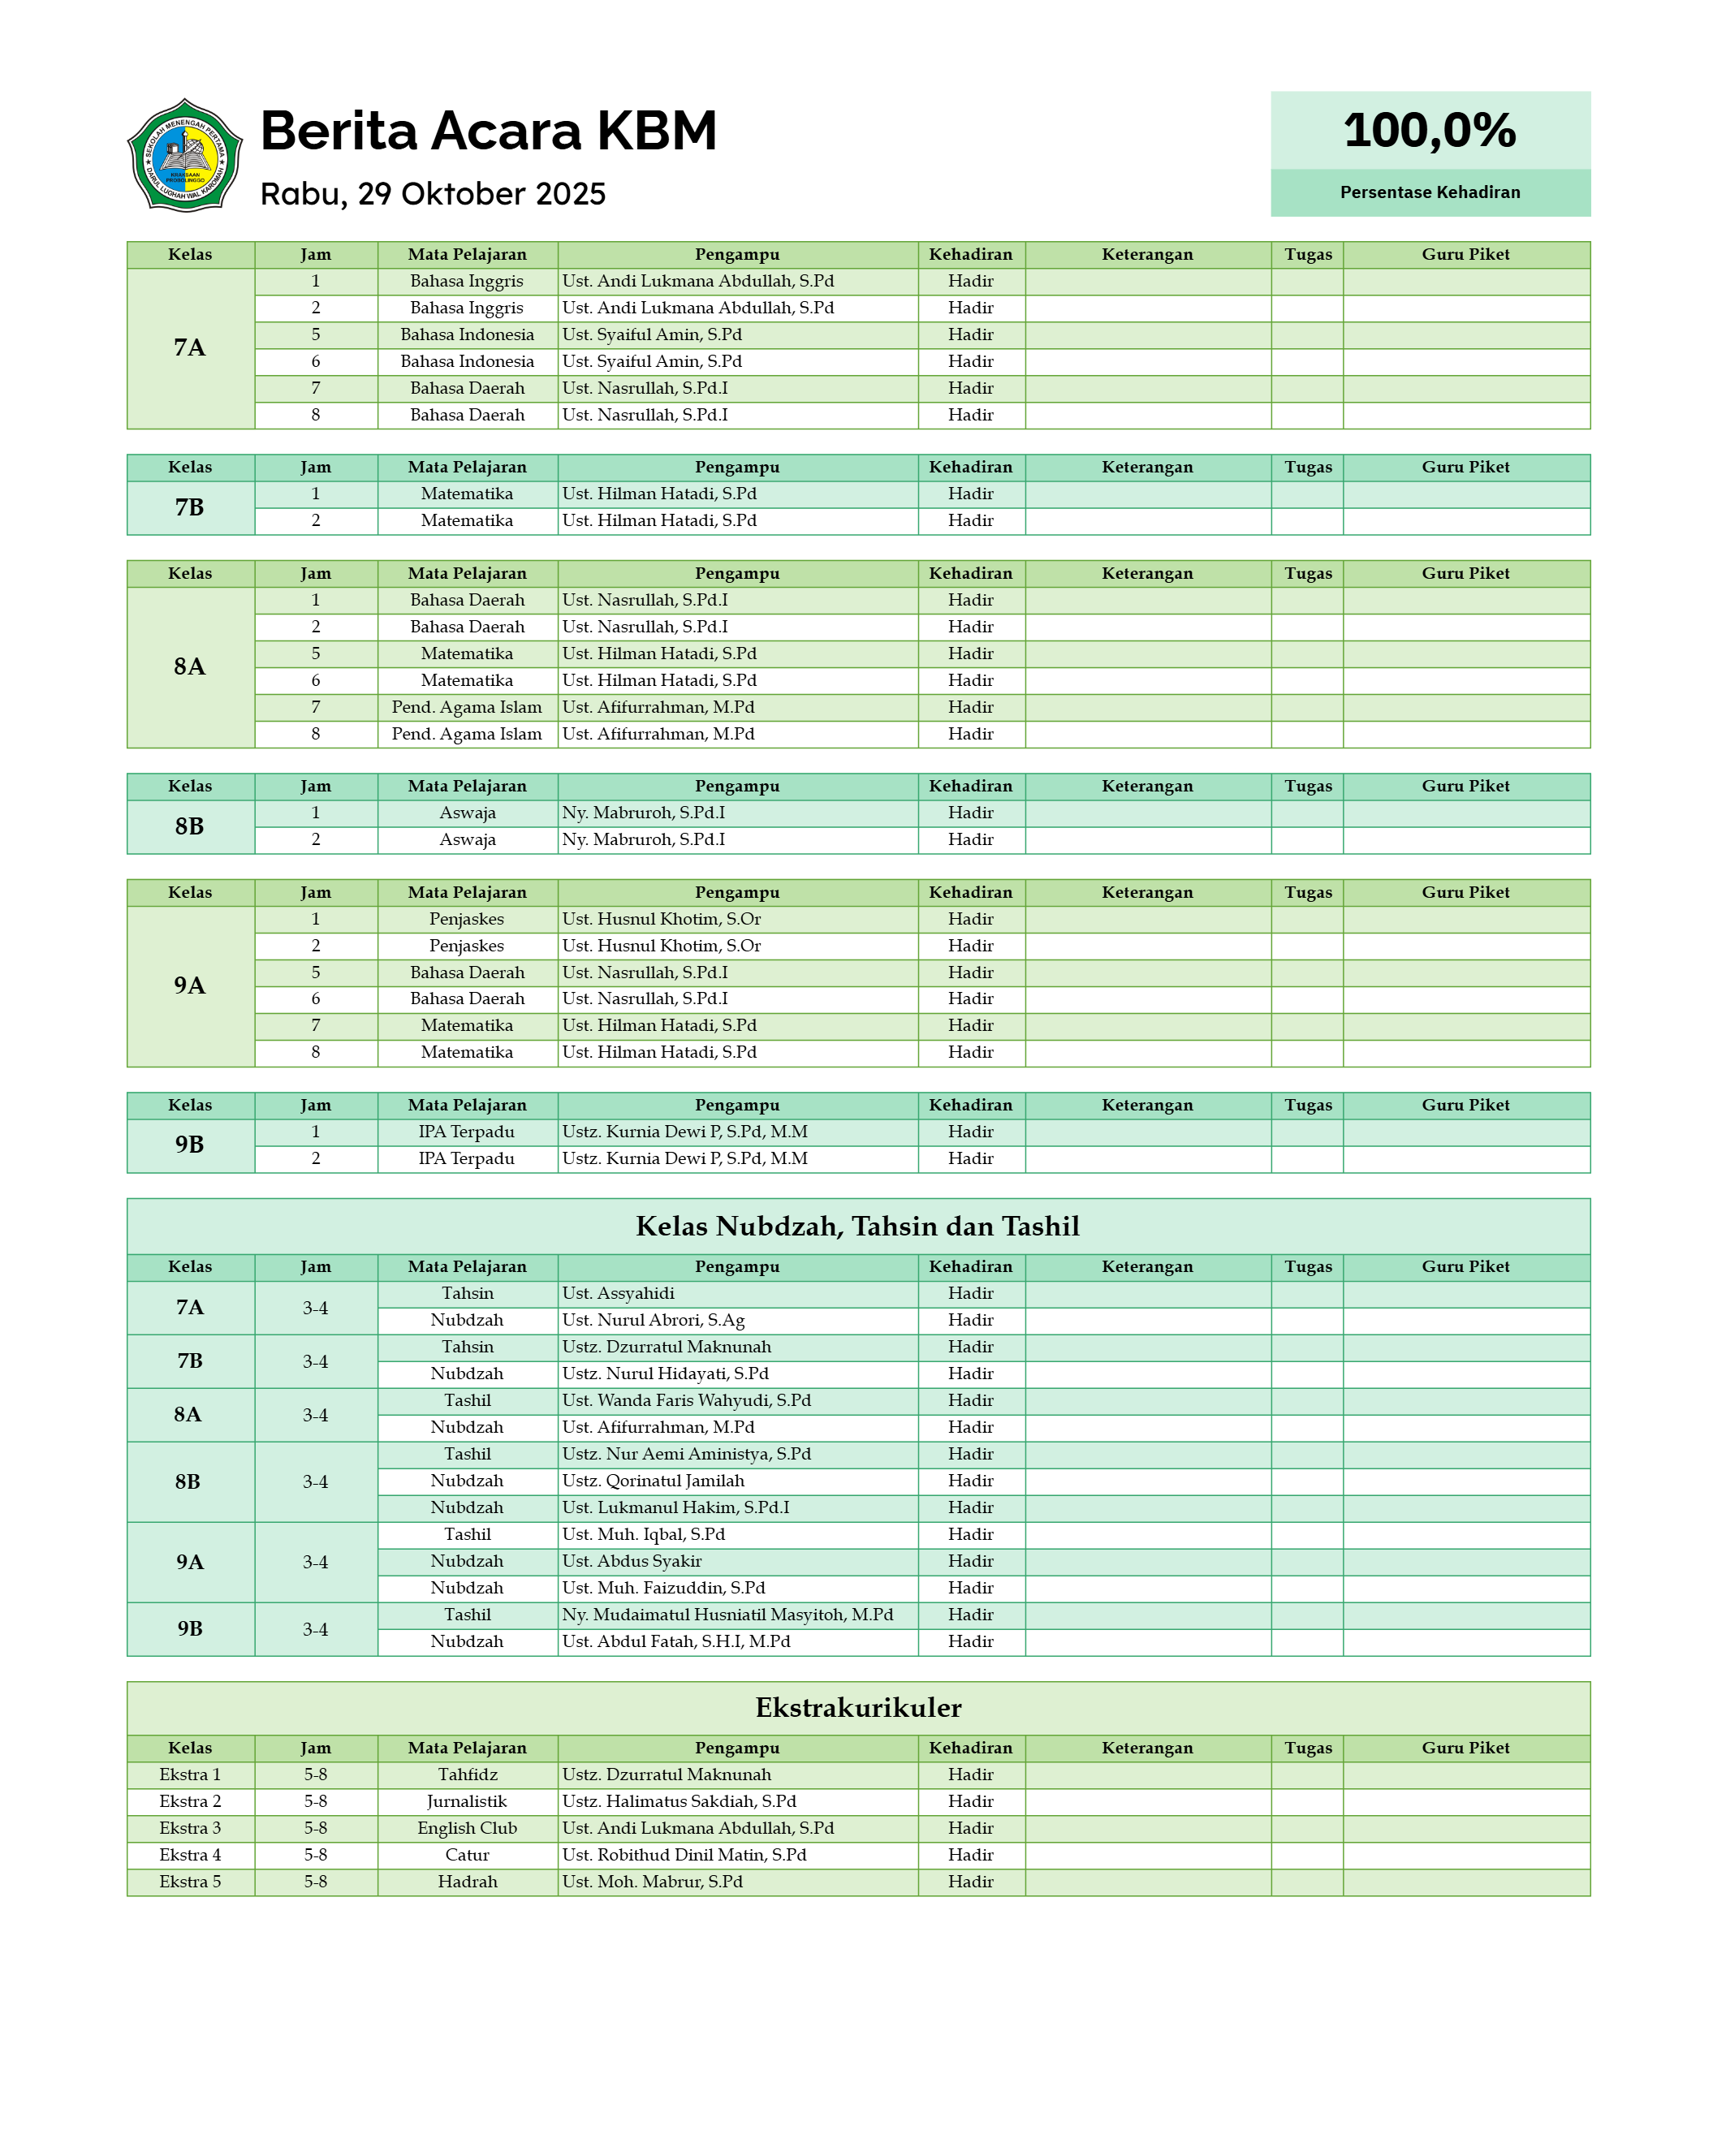 SEKOLAH MENENGAH PERTAMA
DARUL LUGHAH WAL KAROMAH
KRAKSAAN
PROBOLINGGO
Berita Acara KBM
Rabu, 29 Oktober 2025
100,0%
Persentase Kehadiran
Kelas Jam Mata Pelajaran Pengampu Kehadiran Keterangan Tugas Guru Piket
7A
1 Bahasa Inggris Ust. Andi Lukmana Abdullah, S.Pd Hadir
2 Bahasa Inggris Ust. Andi Lukmana Abdullah, S.Pd Hadir
5 Bahasa Indonesia Ust. Syaiful Amin, S.Pd Hadir
6 Bahasa Indonesia Ust. Syaiful Amin, S.Pd Hadir
7 Bahasa Daerah Ust. Nasrullah, S.Pd.I Hadir
8 Bahasa Daerah Ust. Nasrullah, S.Pd.I Hadir
Kelas Jam Mata Pelajaran Pengampu Kehadiran Keterangan Tugas Guru Piket
7B
1 Matematika Ust. Hilman Hatadi, S.Pd Hadir
2 Matematika Ust. Hilman Hatadi, S.Pd Hadir
Kelas Jam Mata Pelajaran Pengampu Kehadiran Keterangan Tugas Guru Piket
8A
1 Bahasa Daerah Ust. Nasrullah, S.Pd.I Hadir
2 Bahasa Daerah Ust. Nasrullah, S.Pd.I Hadir
5 Matematika Ust. Hilman Hatadi, S.Pd Hadir
6 Matematika Ust. Hilman Hatadi, S.Pd Hadir
7 Pend. Agama Islam Ust. Afifurrahman, M.Pd Hadir
8 Pend. Agama Islam Ust. Afifurrahman, M.Pd Hadir
Kelas Jam Mata Pelajaran Pengampu Kehadiran Keterangan Tugas Guru Piket
8B
1 Aswaja Ny. Mabruroh, S.Pd.I Hadir
2 Aswaja Ny. Mabruroh, S.Pd.I Hadir
Kelas Jam Mata Pelajaran Pengampu Kehadiran Keterangan Tugas Guru Piket
9A
1 Penjaskes Ust. Husnul Khotim, S.Or Hadir
2 Penjaskes Ust. Husnul Khotim, S.Or Hadir
5 Bahasa Daerah Ust. Nasrullah, S.Pd.I Hadir
6 Bahasa Daerah Ust. Nasrullah, S.Pd.I Hadir
7 Matematika Ust. Hilman Hatadi, S.Pd Hadir
8 Matematika Ust. Hilman Hatadi, S.Pd Hadir
Kelas Jam Mata Pelajaran Pengampu Kehadiran Keterangan Tugas Guru Piket
9B
1 IPA Terpadu Ustz. Kurnia Dewi P, S.Pd, M.M Hadir
2 IPA Terpadu Ustz. Kurnia Dewi P, S.Pd, M.M Hadir
Kelas Nubdzah, Tahsin dan Tashil
Kelas Jam Mata Pelajaran Pengampu Kehadiran Keterangan Tugas Guru Piket
7A 3-4
Tahsin Ust. Assyahidi Hadir
Nubdzah Ust. Nurul Abrori, S.Ag Hadir
7B 3-4
Tahsin Ustz. Dzurratul Maknunah Hadir
Nubdzah Ustz. Nurul Hidayati, S.Pd Hadir
8A 3-4
Tashil Ust. Wanda Faris Wahyudi, S.Pd Hadir
Nubdzah Ust. Afifurrahman, M.Pd Hadir
8B 3-4
Tashil Ustz. Nur Aemi Aministya, S.Pd Hadir
Nubdzah Ustz. Qorinatul Jamilah Hadir
Nubdzah Ust. Lukmanul Hakim, S.Pd.I Hadir
9A 3-4
Tashil Ust. Muh. Iqbal, S.Pd Hadir
Nubdzah Ust. Abdus Syakir Hadir
Nubdzah Ust. Muh. Faizuddin, S.Pd Hadir
9B 3-4
Tashil Ny. Mudaimatul Husniatil Masyitoh, M.Pd Hadir
Nubdzah Ust. Abdul Fatah, S.H.I, M.Pd Hadir
Ekstrakurikuler
Kelas Jam Mata Pelajaran Pengampu Kehadiran Keterangan Tugas Guru Piket
Ekstra 1 5-8 Tahfidz Ustz. Dzurratul Maknunah Hadir
Ekstra 2 5-8 Jurnalistik Ustz. Halimatus Sakdiah, S.Pd Hadir
Ekstra 3 5-8 English Club Ust. Andi Lukmana Abdullah, S.Pd Hadir
Ekstra 4 5-8 Catur Ust. Robithud Dinil Matin, S.Pd Hadir
Ekstra 5 5-8 Hadrah Ust. Moh. Mabrur, S.Pd Hadir